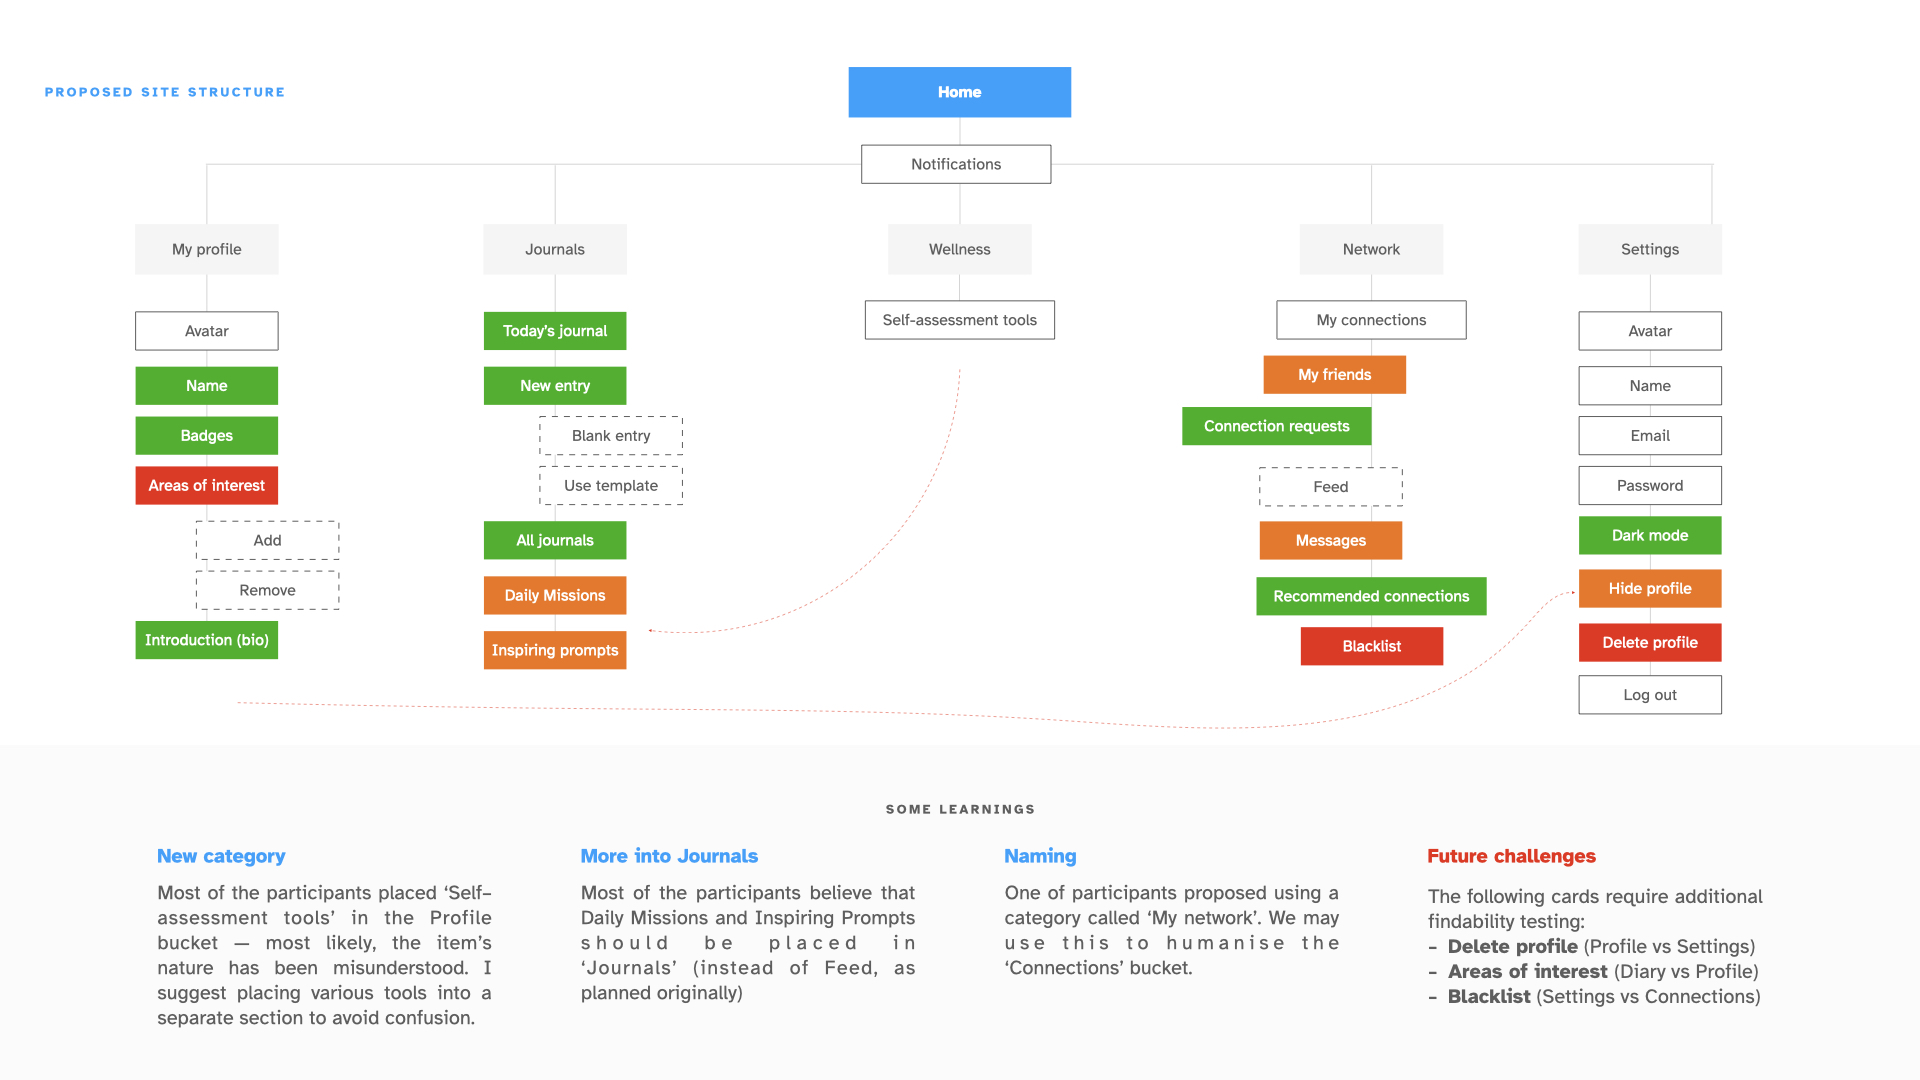 PROPOSED SITE STRUCTURE
Home
Notifications
My profile
Journals
Wellness
Network
Settings
Avatar
Name
Badges
Areas of interest
Add
Remove
Introduction (bio)
Today's journal
New entry
Blank entry
Use template
All journals
Daily Missions
Inspiring prompts
Self-assessment tools
My connections
My friends
Connection requests
Feed
Messages
Recommended connections
Blacklist
Avatar
Name
Email
Password
Dark mode
Hide profile
Delete profile
Log out
SOME LEARNINGS
New category
Most of the participants placed ‘Self-
assessment tools’ in the Profile
bucket — most likely, the item’s
nature has been misunderstood. I
suggest placing various tools into a
separate section to avoid confusion.
More into Journals
Most of the participants believe that
Daily Missions and Inspiring Prompts
should be placed in
‘Journals’ (instead of Feed, as
planned originally)
Naming
One of participants proposed using a
category called ‘My network’. We may
use this to humanise the
‘Connections’ bucket.
Future challenges
The following cards require additional
findability testing:
- Delete profile (Profile vs Settings)
- Areas of interest (Diary vs Profile)
- Blacklist (Settings vs Connections)